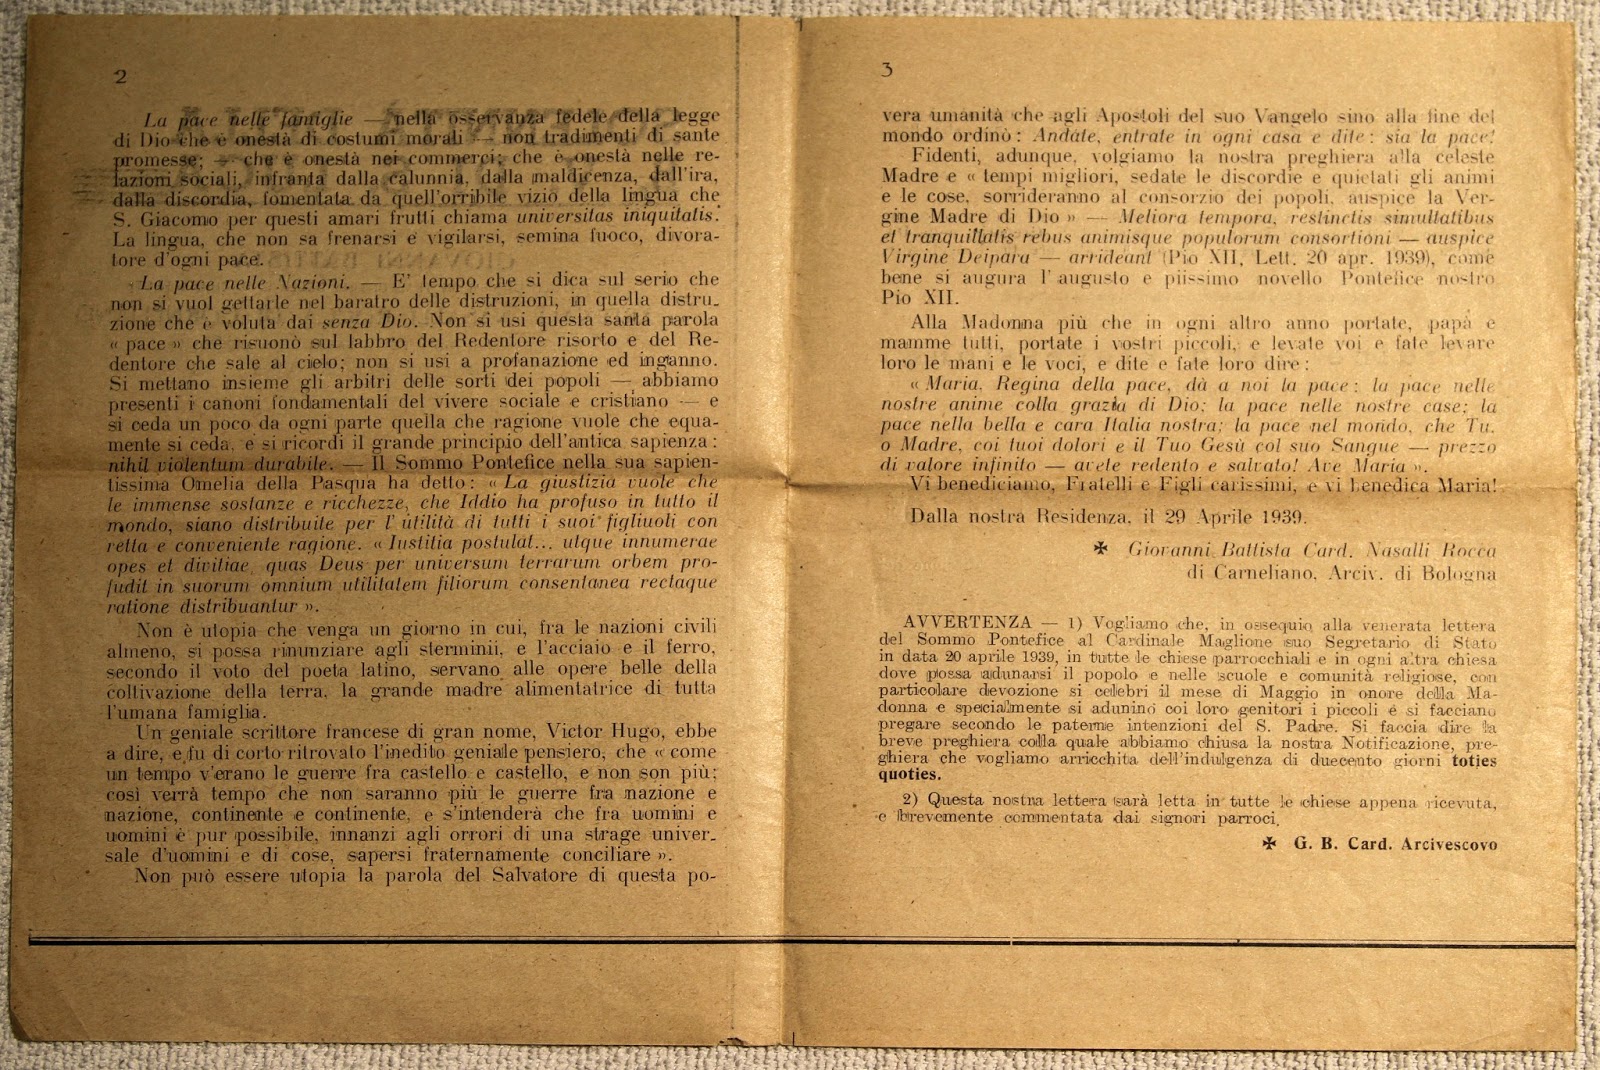 2
La pace nelle famiglie — nella osservanza fedele della legge
di Dio che è onestà di costumi morali — non tradimenti di sante
promesse; — che è onestà nei commerci; che è onestà nelle re-
lazioni sociali, infranta dalla calunnia, dalla maldicenza, dall'ira,
dalla discordia, fomentata da quell'orribile vizio della lingua che
S. Giacomo per questi amari frutti chiama universitas iniquitatis.
La lingua, che non sa frenarsi e vigilarsi, semina fuoco, divora-
tore d'ogni pace.
La pace nelle Nazioni. — E' tempo che si dica sul serio che
non si vuol gettarle nel baratro delle distruzioni, in quella distru-
zione che è voluta dai senza Dio. Non si usi questa santa parola
« pace » che risuonò sul labbro del Redentore risorto e del Re-
dentore che sale al cielo; non si usi a profanazione ed inganno.
Si mettano insieme gli arbitri delle sorti dei popoli — abbiamo
presenti i canoni fondamentali del vivere sociale e cristiano — e
si ceda un poco da ogni parte quella che ragione vuole che equa-
mente si ceda, e si ricordi il grande principio dell'antica sapienza:
nihil violentum durabile. — Il Sommo Pontefice nella sua sapien-
tissima Omelia della Pasqua ha detto: « La giustizia vuole che
le immense sostanze e ricchezze, che Iddio ha profuso in tutto il
mondo, siano distribuite per l'utilità di tutti i suoi figliuoli con
retta e conveniente ragione. « Iustitia postulat... utque innumerae
opes et divitiae, quas Deus per universum terrarum orbem pro-
fudit in suorum omnium utilitatem filiorum consentanea rectaque
ratione distribuantur ».
Non è utopia che venga un giorno in cui, fra le nazioni civili
almeno, si possa rinunziare agli sterminii, e l'acciaio e il ferro,
secondo il voto del poeta latino, servano alle opere belle della
coltivazione della terra, la grande madre alimentatrice di tutta
l'umana famiglia.
Un geniale scrittore francese di gran nome, Victor Hugo, ebbe
a dire, e fu di corto ritrovato l'inedito geniale pensiero, che « come
un tempo v'erano le guerre fra castello e castello, e non son più;
così verrà tempo che non saranno più le guerre fra nazione e
nazione, continente e continente, e s'intenderà che fra uomini e
uomini è pur possibile, innanzi agli orrori di una strage univer-
sale d'uomini e di cose, sapersi fraternamente conciliare ».
Non può essere utopia la parola del Salvatore di questa po-
3
vera umanità che agli Apostoli del suo Vangelo sino alla fine del
mondo ordinò: Andate, entrate in ogni casa e dite: sia la pace!
Fidenti, adunque, volgiamo la nostra preghiera alla celeste
Madre e « tempi migliori, sedate le discordie e quietati gli animi
e le cose, sorrideranno al consorzio dei popoli, auspice la Ver-
gine Madre di Dio » — Meliora tempora, restinctis simultatibus
et tranquillatis rebus animisque populorum consortioni — auspice
Virgine Deipara — arrideant (Pio XII, Lett. 20 apr. 1939), come
bene si augura l'augusto e piissimo novello Pontefice nostro
Pio XII.
Alla Madonna più che in ogni altro anno portate, papà e
mamme tutti, portate i vostri piccoli, e levate voi e fate levare
loro le mani e le voci, e dite e fate loro dire:
« Maria, Regina della pace, dà a noi la pace: la pace nelle
nostre anime colla grazia di Dio; la pace nelle nostre case; la
pace nella bella e cara Italia nostra; la pace nel mondo, che Tu,
o Madre, coi tuoi dolori e il Tuo Gesù col suo Sangue — prezzo
di valore infinito — avete redento e salvato! Ave Maria ».
Vi benediciamo, Fratelli e Figli carissimi, e vi benedica Maria!
Dalla nostra Residenza, il 29 Aprile 1939.
✠ Giovanni Battista Card. Nasalli Rocca
di Corneliano, Arciv. di Bologna
AVVERTENZA — 1) Vogliamo che, in ossequio alla venerata lettera
del Sommo Pontefice al Cardinale Maglione suo Segretario di Stato
in data 20 aprile 1939, in tutte le chiese parrocchiali e in ogni altra chiesa
dove possa adunarsi il popolo e nelle scuole e comunità religiose, con
particolare devozione si celebri il mese di Maggio in onore della Ma-
donna e specialmente si adunino coi loro genitori i piccoli e si facciano
pregare secondo le paterne intenzioni del S. Padre. Si faccia dire la
breve preghiera colla quale abbiamo chiusa la nostra Notificazione, pre-
ghiera che vogliamo arricchita dell'indulgenza di duecento giorni toties
quoties.
2) Questa nostra lettera sarà letta in tutte le chiese appena ricevuta,
e brevemente commentata dai signori parroci.
✠ G. B. Card. Arcivescovo